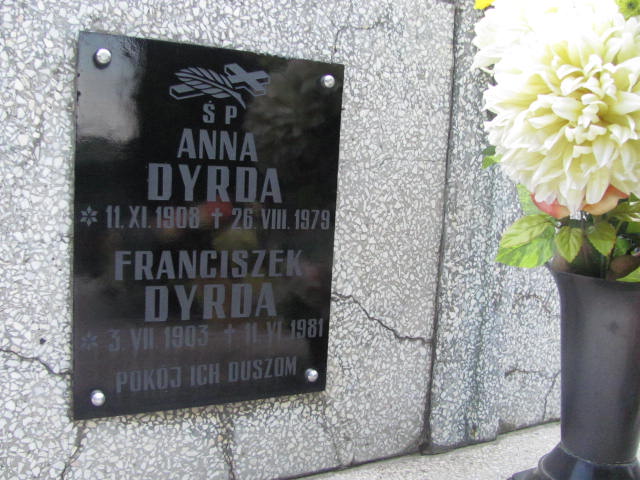 Ś P
ANNA
DYRDA
* 11. XI. 1908 + 26. VIII. 1979
FRANCISZEK
DYRDA
* 3. VII 1903 + 11. VI 1981
POKÓJ ICH DUSZOM